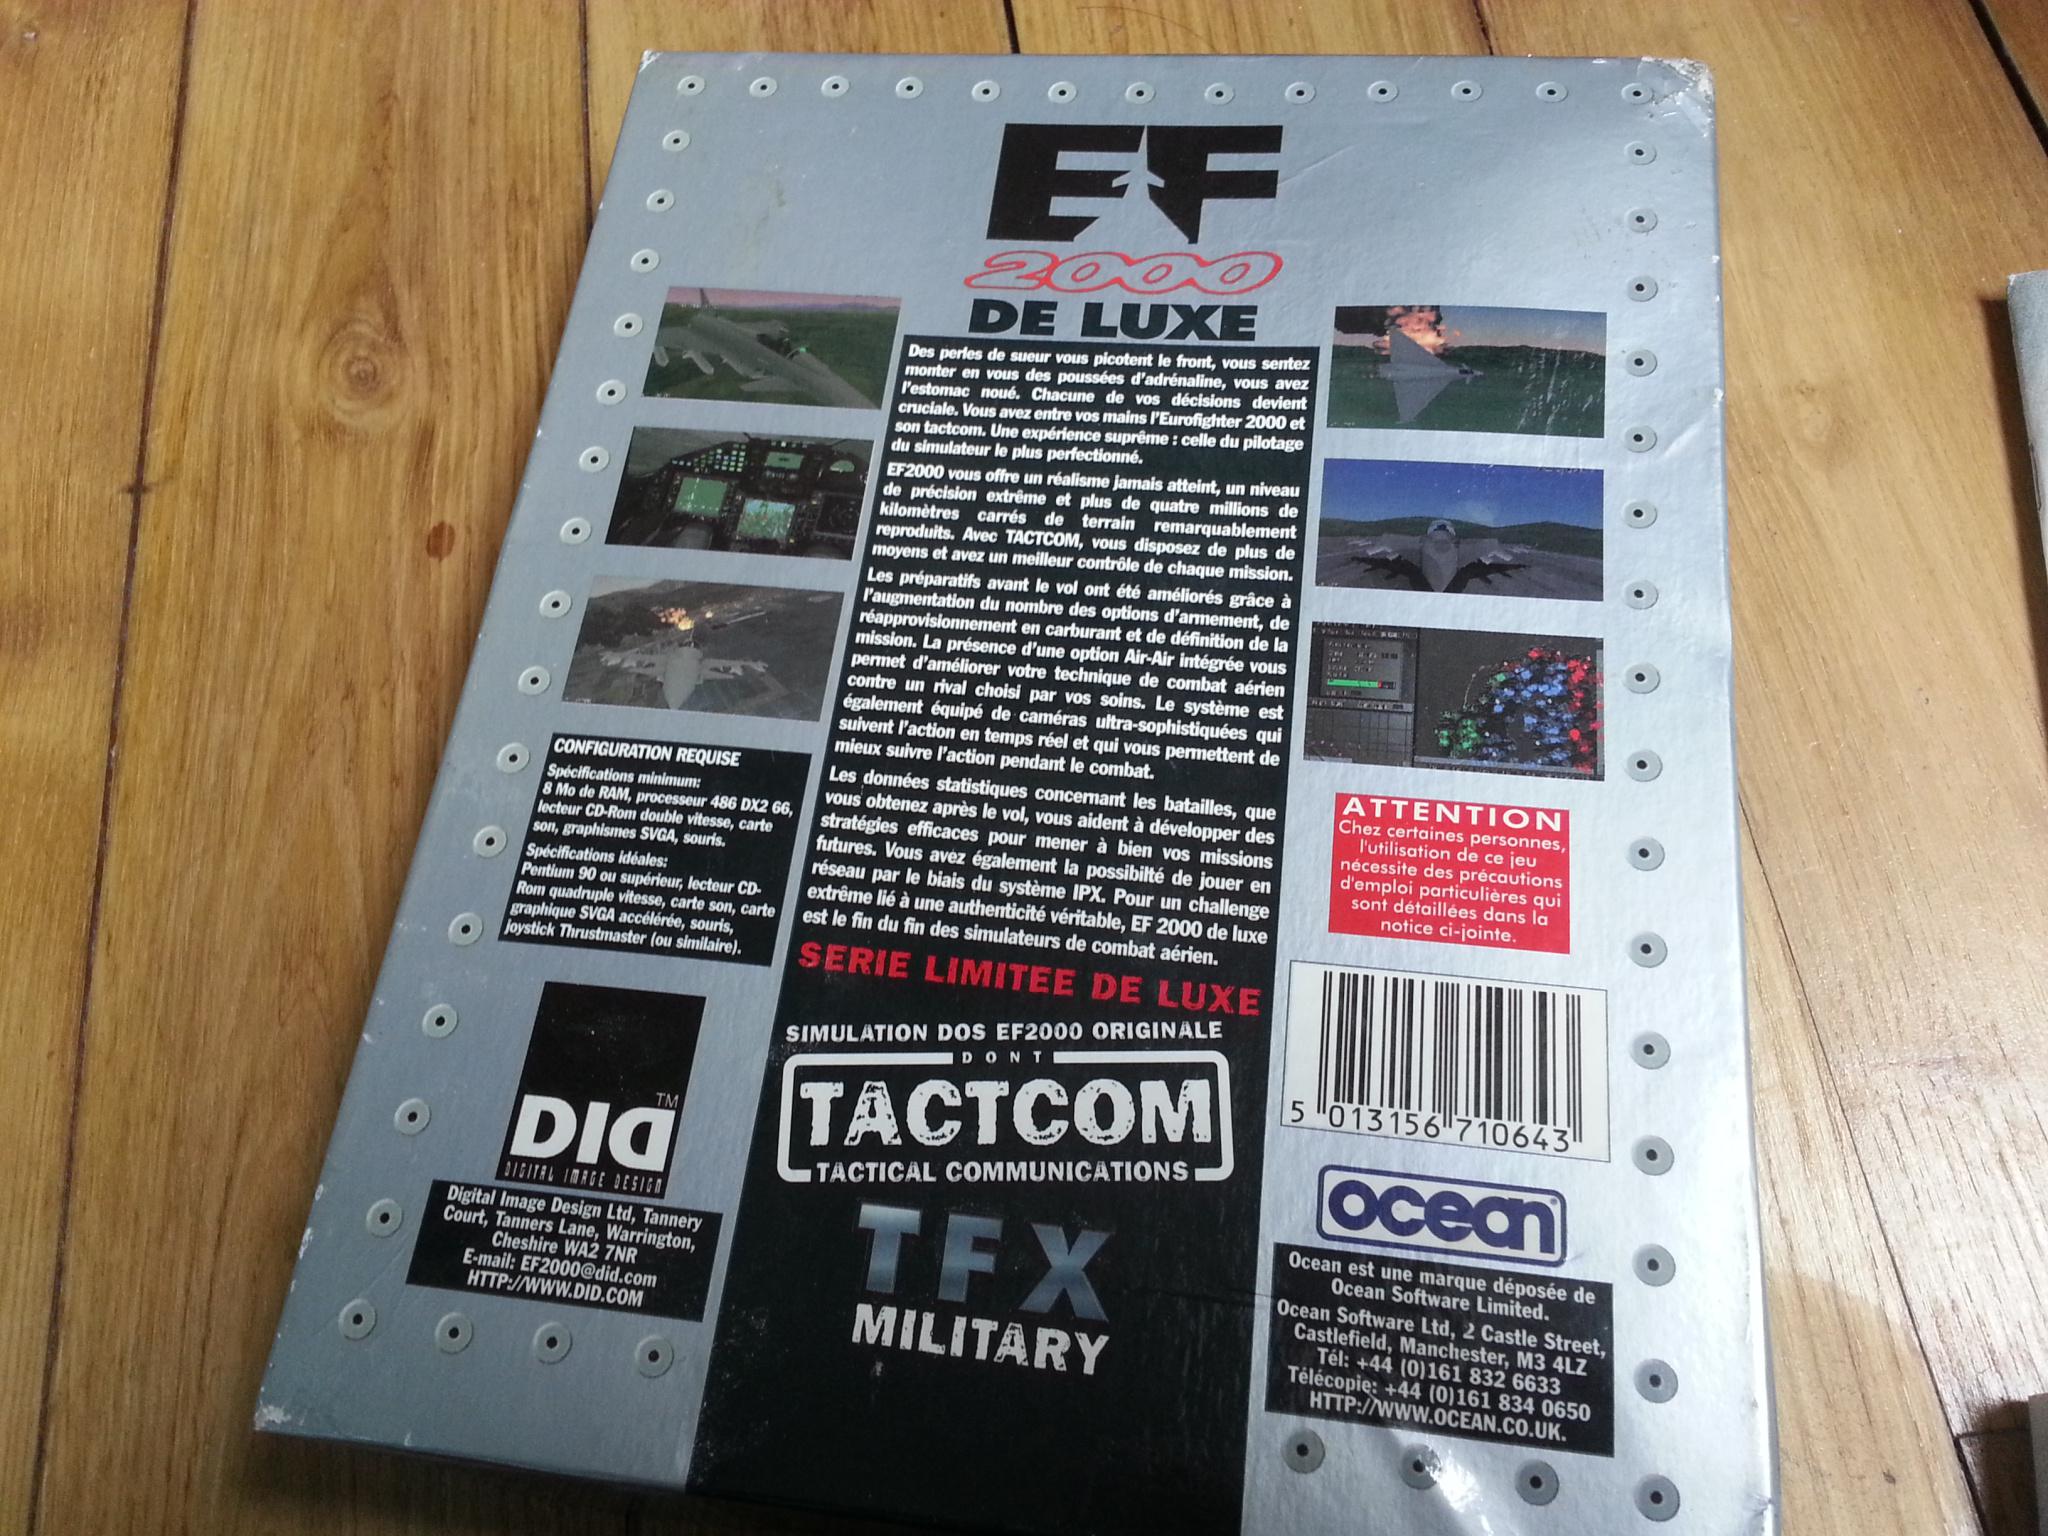 EF
2000
DE LUXE
Des perles de sueur vous picotent le front, vous sentez
monter en vous des poussées d'adrénaline, vous avez
l'estomac noué. Chacune de vos décisions devient
cruciale. Vous avez entre vos mains l'Eurofighter 2000 et
son tactcom. Une expérience suprême : celle du pilotage
du simulateur le plus perfectionné.
EF2000 vous offre un réalisme jamais atteint, un niveau
de précision extrême et plus de quatre millions de
kilomètres carrés de terrain remarquablement
reproduits. Avec TACTCOM, vous disposez de plus de
moyens et avez un meilleur contrôle de chaque mission.
Les préparatifs avant le vol ont été améliorés grâce à
l'augmentation du nombre des options d'armement, de
réapprovisionnement en carburant et de définition de la
mission. La présence d'une option Air-Air intégrée vous
permet d'améliorer votre technique de combat aérien
contre un rival choisi par vos soins. Le système est
également équipé de caméras ultra-sophistiquées qui
suivent l'action en temps réel et qui vous permettent de
mieux suivre l'action pendant le combat.
Les données statistiques concernant les batailles, que
vous obtenez après le vol, vous aident à développer des
stratégies efficaces pour mener à bien vos missions
futures. Vous avez également la possibilté de jouer en
réseau par le biais du système IPX. Pour un challenge
extrême lié à une authenticité véritable, EF 2000 de luxe
est le fin du fin des simulateurs de combat aérien.
SERIE LIMITEE DE LUXE
SIMULATION DOS EF2000 ORIGINALE
DONT
TACTCOM
TACTICAL COMMUNICATIONS
TFX
MILITARY
CONFIGURATION REQUISE
Spécifications minimum:
8 Mo de RAM, processeur 486 DX2 66,
lecteur CD-Rom double vitesse, carte
son, graphismes SVGA, souris.
Spécifications idéales:
Pentium 90 ou supérieur, lecteur CD-
Rom quadruple vitesse, carte son, carte
graphique SVGA accélérée, souris,
joystick Thrustmaster (ou similaire).
DID TM
DIGITAL IMAGE DESIGN
Digital Image Design Ltd, Tannery
Court, Tanners Lane, Warrington,
Cheshire WA2 7NR
E-mail: EF2000@did.com
HTTP://WWW.DID.COM
ATTENTION
Chez certaines personnes,
l'utilisation de ce jeu
nécessite des précautions
d'emploi particulières qui
sont détaillées dans la
notice ci-jointe.
5 013156 710643
ocean
Ocean est une marque déposée de
Ocean Software Limited.
Ocean Software Ltd, 2 Castle Street,
Castlefield, Manchester, M3 4LZ
Tél: +44 (0)161 832 6633
Télécopie: +44 (0)161 834 0650
HTTP://WWW.OCEAN.CO.UK.